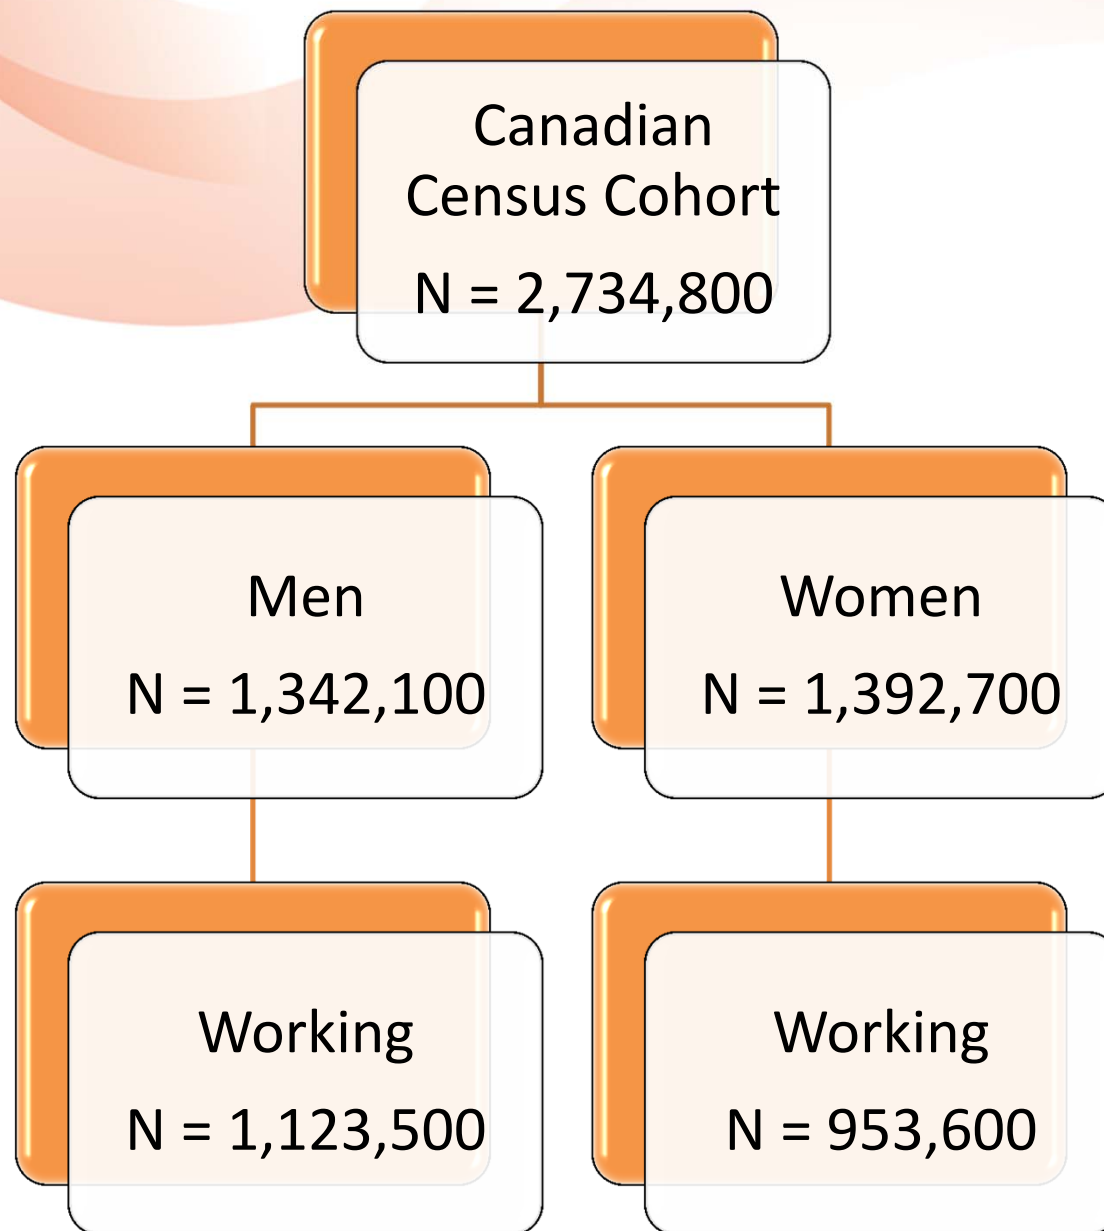 Canadian
Census Cohort
N = 2,734,800
Men
N = 1,342,100
Women
N = 1,392,700
Working
N = 1,123,500
Working
N = 953,600